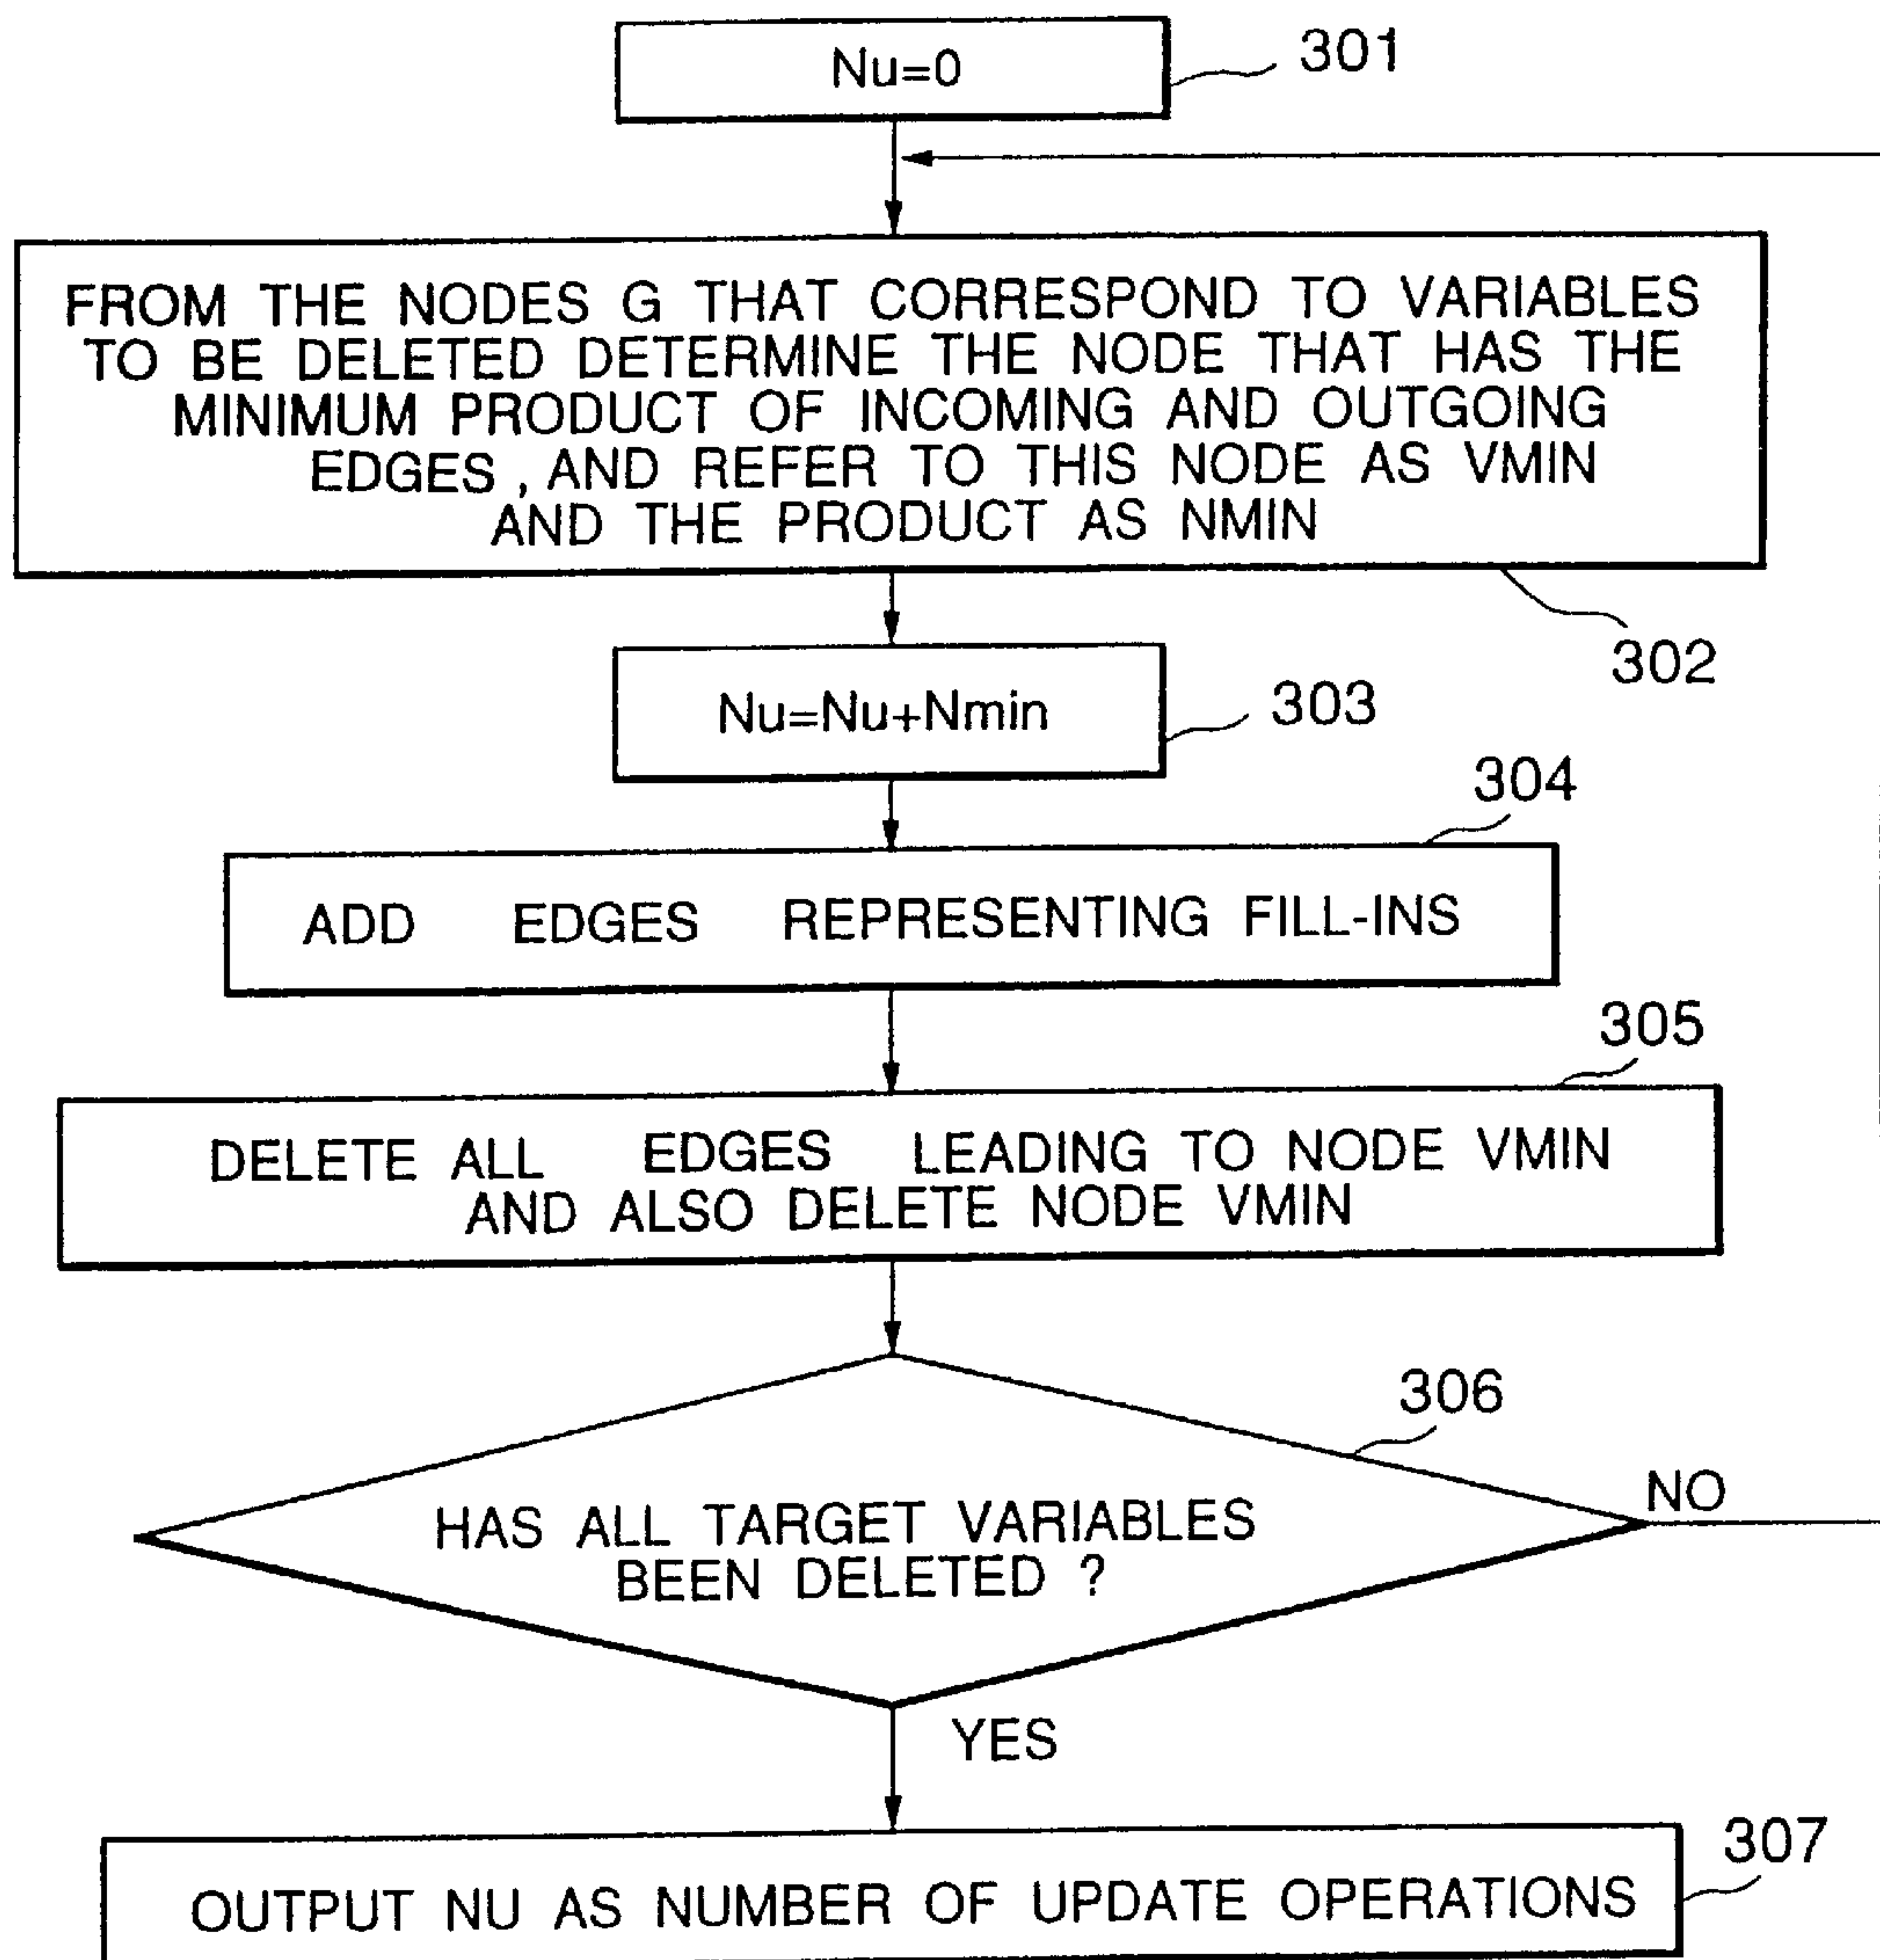 Nu=0
301
FROM THE NODES G THAT CORRESPOND TO VARIABLES
TO BE DELETED DETERMINE THE NODE THAT HAS THE
MINIMUM PRODUCT OF INCOMING AND OUTGOING
EDGES , AND REFER TO THIS NODE AS VMIN
AND THE PRODUCT AS NMIN
302
Nu=Nu+Nmin
303
304
ADD EDGES REPRESENTING FILL-INS
305
DELETE ALL EDGES LEADING TO NODE VMIN
AND ALSO DELETE NODE VMIN
306
NO
HAS ALL TARGET VARIABLES
BEEN DELETED ?
YES
307
OUTPUT NU AS NUMBER OF UPDATE OPERATIONS